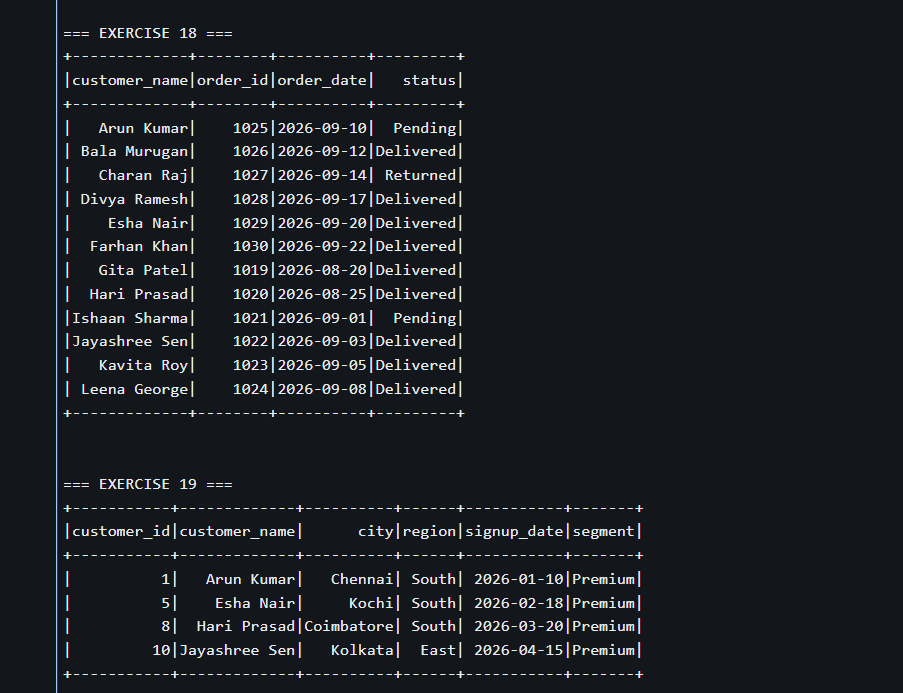 === EXERCISE 18 ===
+-------------+--------+----------+---------+
|customer_name|order_id|order_date|   status|
+-------------+--------+----------+---------+
|   Arun Kumar|    1025|2026-09-10|  Pending|
| Bala Murugan|    1026|2026-09-12|Delivered|
|   Charan Raj|    1027|2026-09-14| Returned|
| Divya Ramesh|    1028|2026-09-17|Delivered|
|    Esha Nair|    1029|2026-09-20|Delivered|
|  Farhan Khan|    1030|2026-09-22|Delivered|
|   Gita Patel|    1019|2026-08-20|Delivered|
|  Hari Prasad|    1020|2026-08-25|Delivered|
|Ishaan Sharma|    1021|2026-09-01|  Pending|
|Jayashree Sen|    1022|2026-09-03|Delivered|
|   Kavita Roy|    1023|2026-09-05|Delivered|
| Leena George|    1024|2026-09-08|Delivered|
+-------------+--------+----------+---------+
=== EXERCISE 19 ===
+-----------+-------------+----------+------+-----------+-------+
|customer_id|customer_name|      city|region|signup_date|segment|
+-----------+-------------+----------+------+-----------+-------+
|          1|   Arun Kumar|   Chennai| South| 2026-01-10|Premium|
|          5|    Esha Nair|     Kochi| South| 2026-02-18|Premium|
|          8|  Hari Prasad|Coimbatore| South| 2026-03-20|Premium|
|         10|Jayashree Sen|   Kolkata|  East| 2026-04-15|Premium|
+-----------+-------------+----------+------+-----------+-------+